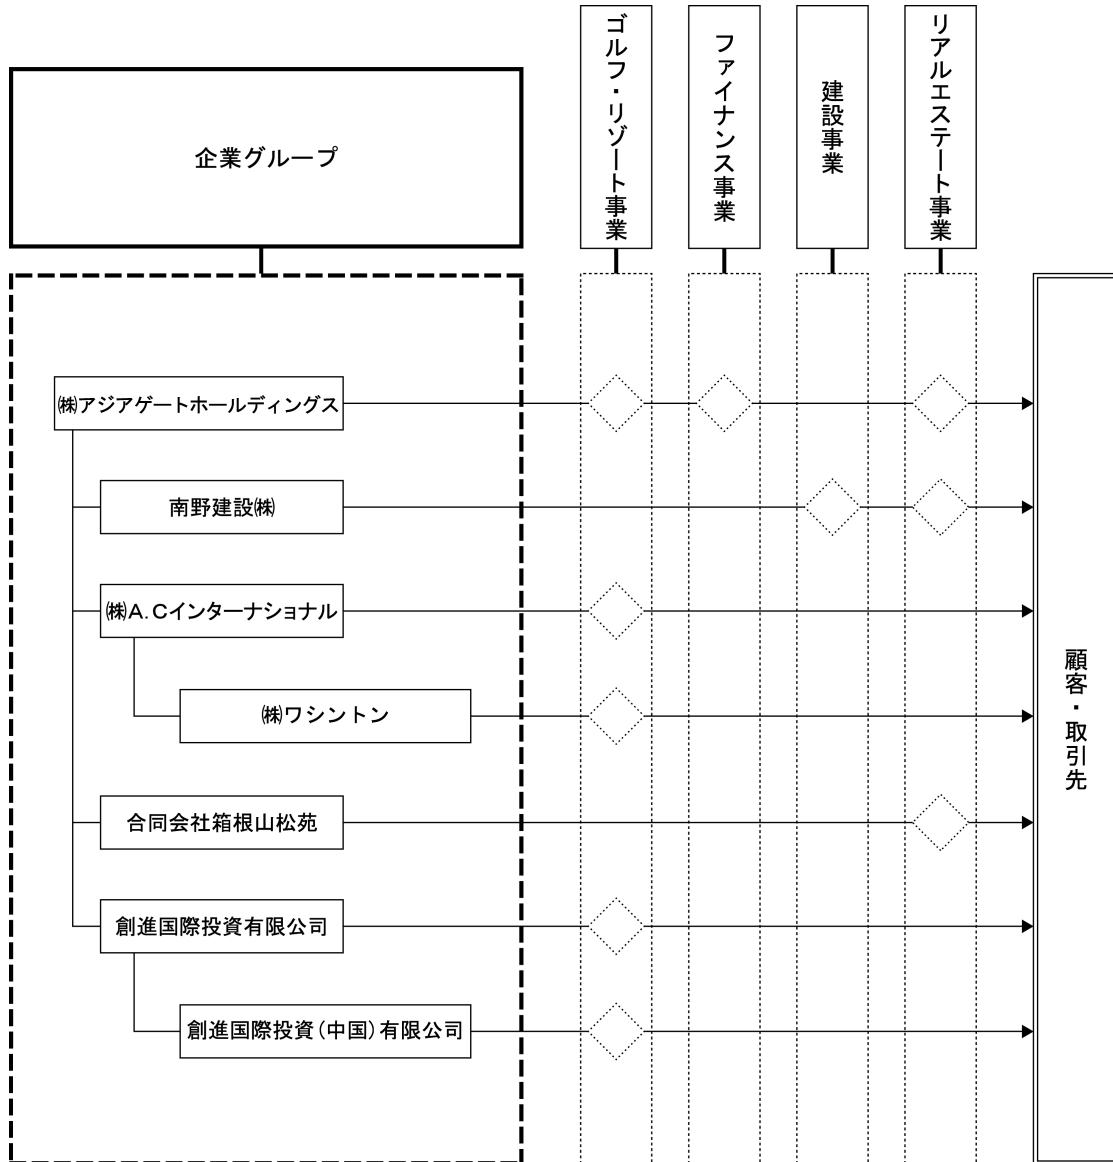 企業グループ
ゴルフ・リゾート事業
ファイナンス事業
建設事業
リアルエステート事業
㈱アジアゲートホールディングス
南野建設㈱
㈱A.Cインターナショナル
㈱ワシントン
合同会社箱根山松苑
創進国際投資有限公司
創進国際投資(中国)有限公司
顧客・取引先